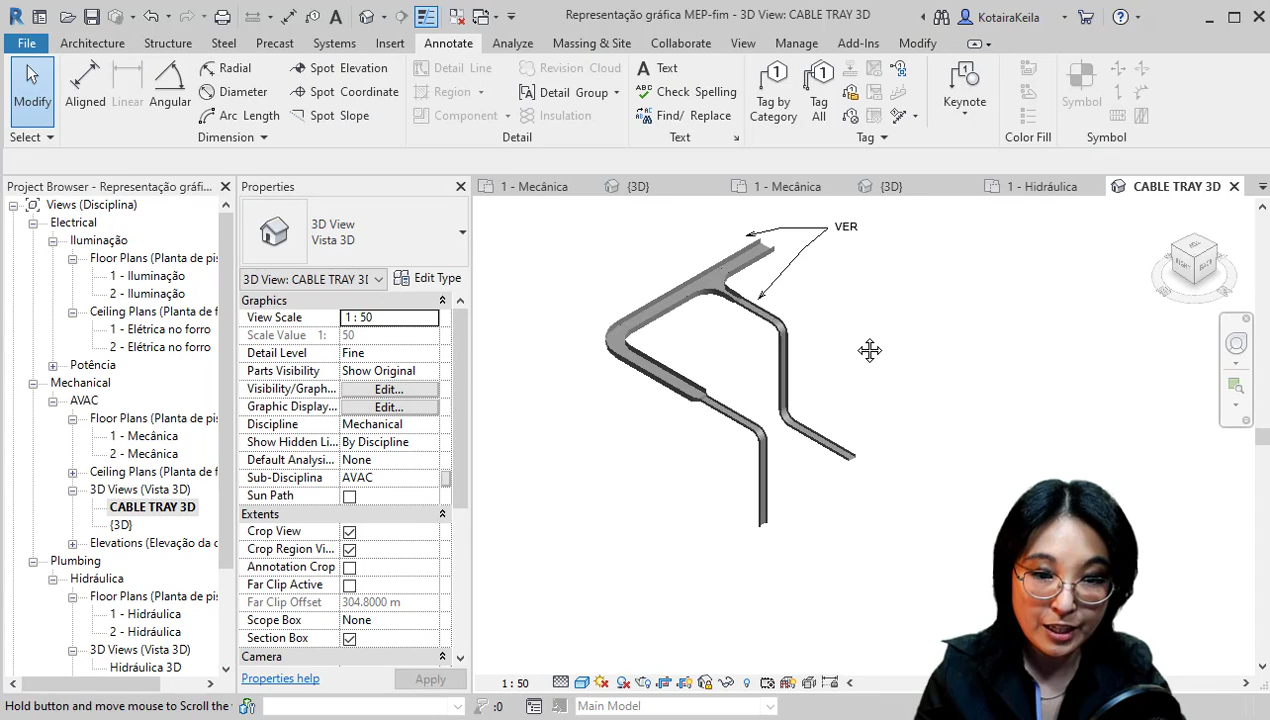 Representação gráfica MEP-fim - 3D View: CABLE TRAY 3D
KotairaKeila
File
Architecture
Structure
Steel
Precast
Systems
Insert
Annotate
Analyze
Massing & Site
Collaborate
View
Manage
Add-Ins
Modify
Modify
Select
Aligned
Linear
Angular
Radial
Diameter
Arc Length
Spot Elevation
Spot Coordinate
Spot Slope
Dimension
Detail Line
Region
Component
Revision Cloud
Detail Group
Insulation
Detail
Text
Check Spelling
Find/ Replace
Text
Tag by
Category
Tag
All
Tag
Keynote
Color Fill
Symbol
Symbol
Project Browser - Representação gráfi...
Views (Disciplina)
Electrical
Iluminação
Floor Plans (Planta de pi
1 - Iluminação
2 - Iluminação
Ceiling Plans (Planta de
1 - Elétrica no forro
2 - Elétrica no forro
Potência
Mechanical
AVAC
Floor Plans (Planta de pi
1 - Mecânica
2 - Mecânica
Ceiling Plans (Planta de
3D Views (Vista 3D)
CABLE TRAY 3D
{3D}
Elevations (Elevação da c
Plumbing
Hidráulica
Floor Plans (Planta de pi
1 - Hidráulica
2 - Hidráulica
3D Views (Vista 3D)
Hidráulica 3D
Properties
3D View
Vista 3D
3D View: CABLE TRAY 3D
Edit Type
Graphics
View Scale 1 : 50
Scale Value 1: 50
Detail Level Fine
Parts Visibility Show Original
Visibility/Graph... Edit...
Graphic Display... Edit...
Discipline Mechanical
Show Hidden Li... By Discipline
Default Analysi... None
Sub-Disciplina AVAC
Sun Path
Extents
Crop View
Crop Region Vi...
Annotation Crop
Far Clip Active
Far Clip Offset 304.8000 m
Scope Box None
Section Box
Camera
Properties help
Apply
1 - Mecânica
{3D}
1 - Mecânica
{3D}
1 - Hidráulica
CABLE TRAY 3D
VER
RIGHT
BACK
1 : 50
Hold button and move mouse to Scroll the
:0
Main Model